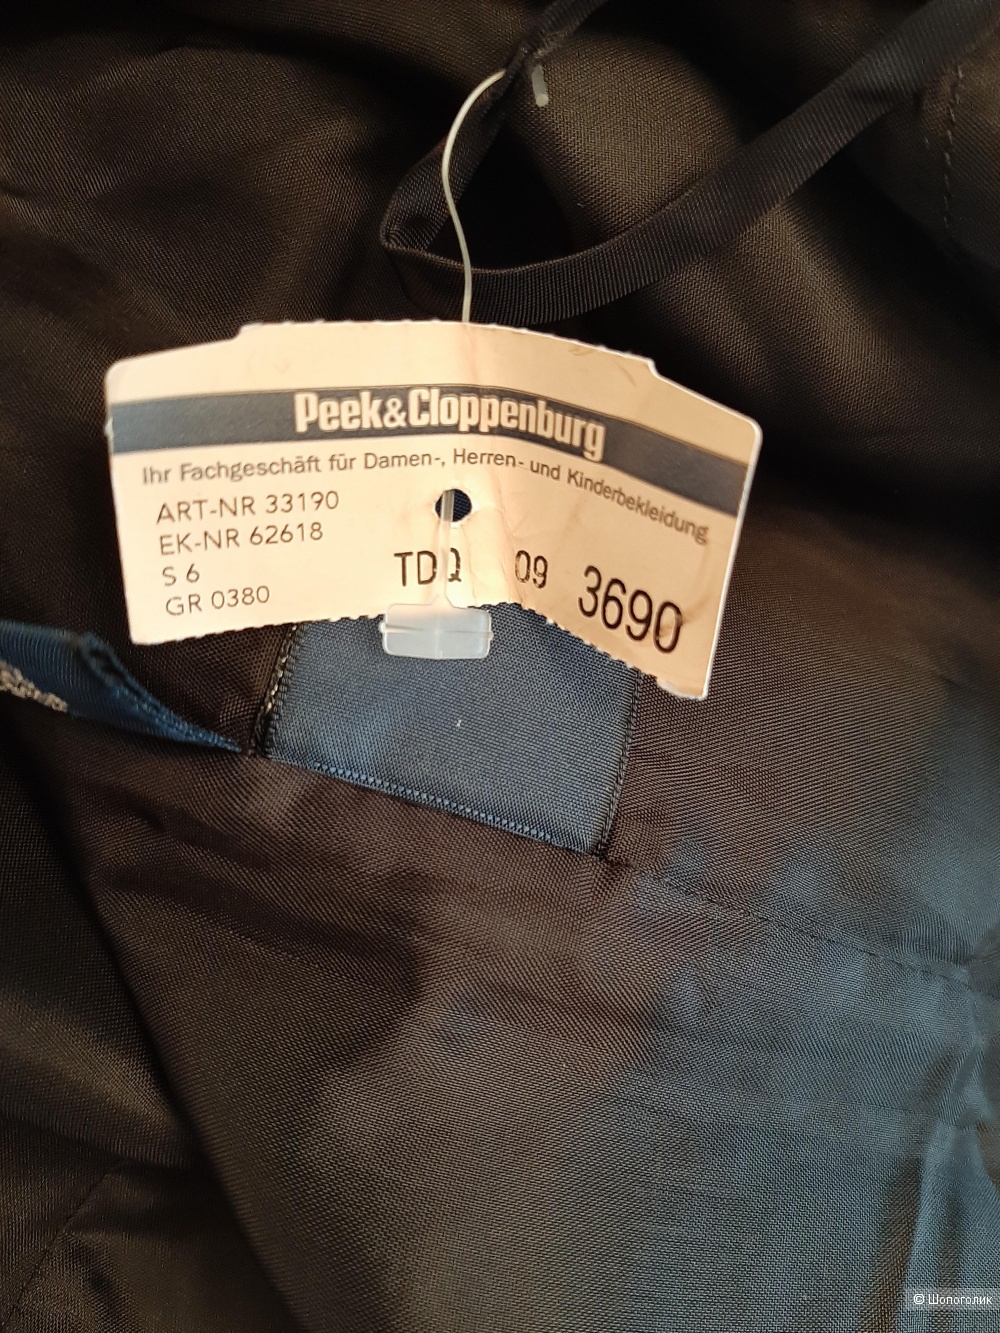 Peek&Cloppenburg
Ihr Fachgeschäft für Damen-, Herren- und Kinderbekleidung
ART-NR 33190
EK-NR 62618
S 6
GR 0380
TDQ 09 3690
© Шопоголик